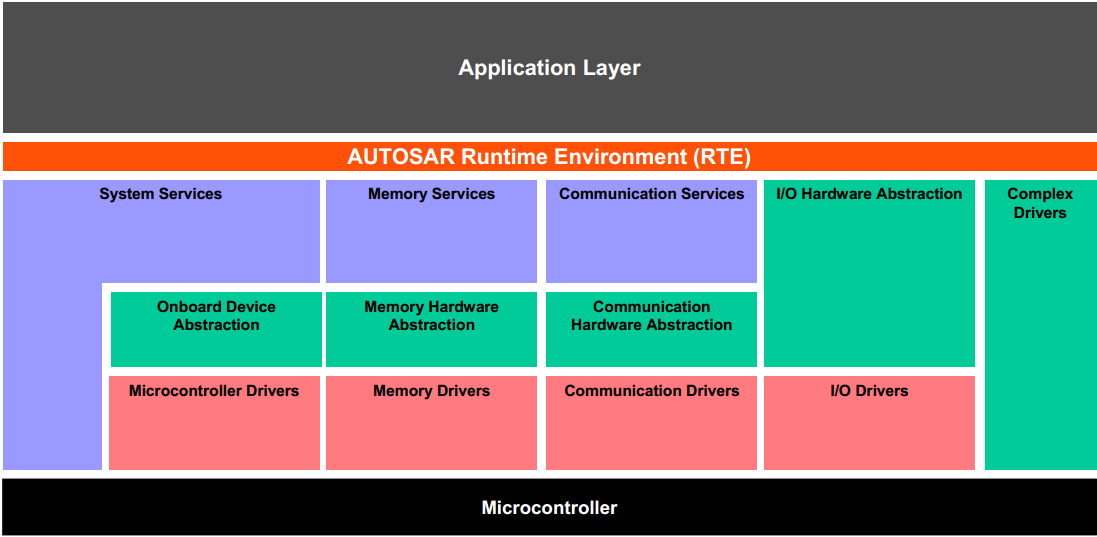 Application Layer
AUTOSAR Runtime Environment (RTE)
System Services
Memory Services
Communication Services
I/O Hardware Abstraction
Complex
Drivers
Onboard Device
Abstraction
Memory Hardware
Abstraction
Communication
Hardware Abstraction
Microcontroller Drivers
Memory Drivers
Communication Drivers
I/O Drivers
Microcontroller